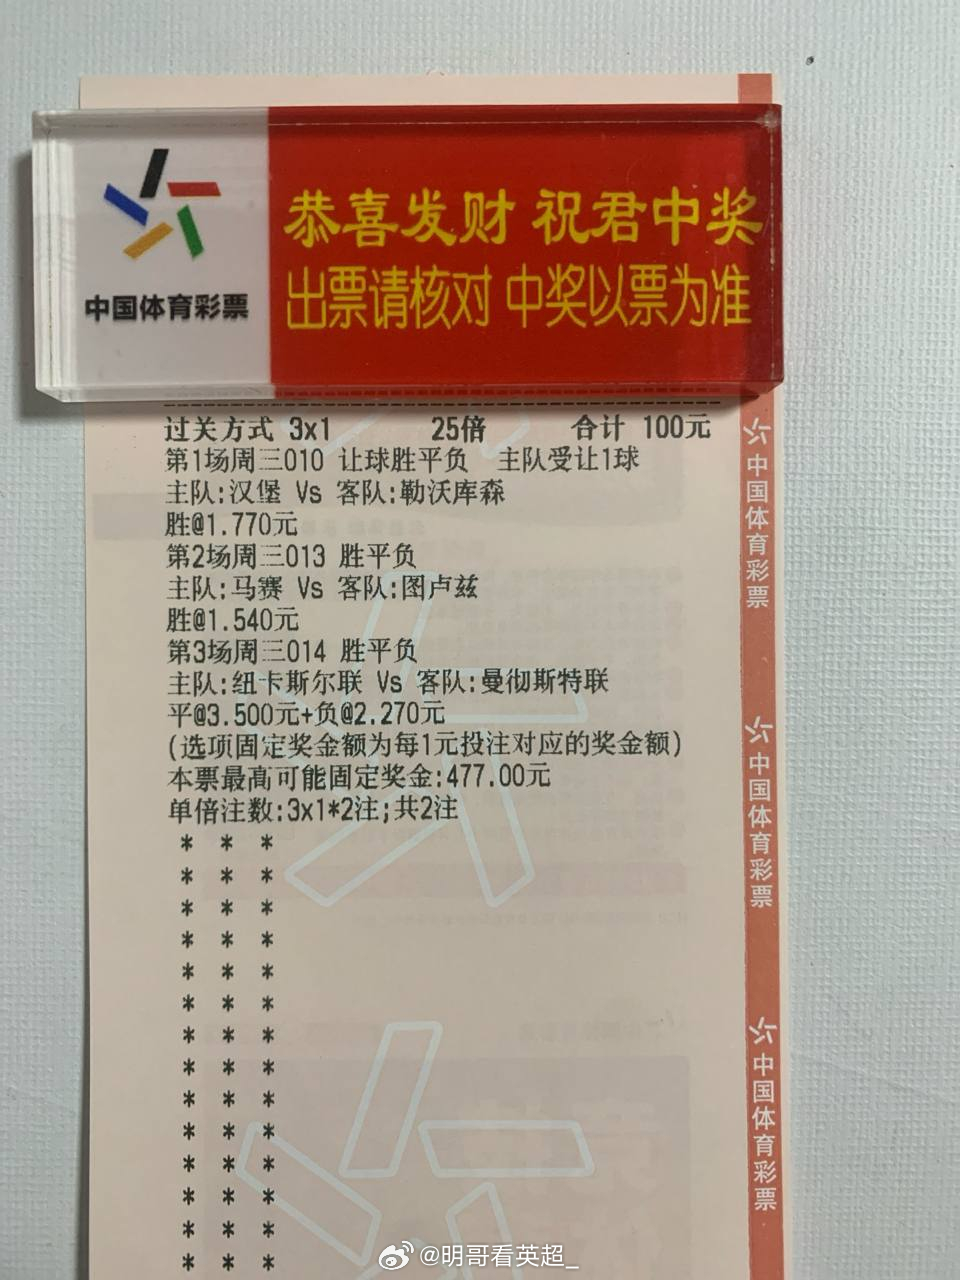 恭喜发财 祝君中奖
出票请核对 中奖以票为准
中国体育彩票
过关方式 3x1 25倍 合计 100元
第1场周三010 让球胜平负 主队受让1球
主队:汉堡 Vs 客队:勒沃库森
胜@1.770元
第2场周三013 胜平负
主队:马赛 Vs 客队:图卢兹
胜@1.540元
第3场周三014 胜平负
主队:纽卡斯尔联 Vs 客队:曼彻斯特联
平@3.500元+负@2.270元
(选项固定奖金额为每1元投注对应的奖金额)
本票最高可能固定奖金:477.00元
单倍注数:3x1*2注;共2注
* * *
* * *
* * *
* * *
* * *
* * *
* * *
* * *
* * *
* * *
* * *
* * *
* * *
* * *
中国体育彩票
中国体育彩票
中国体育彩票
@明哥看英超_